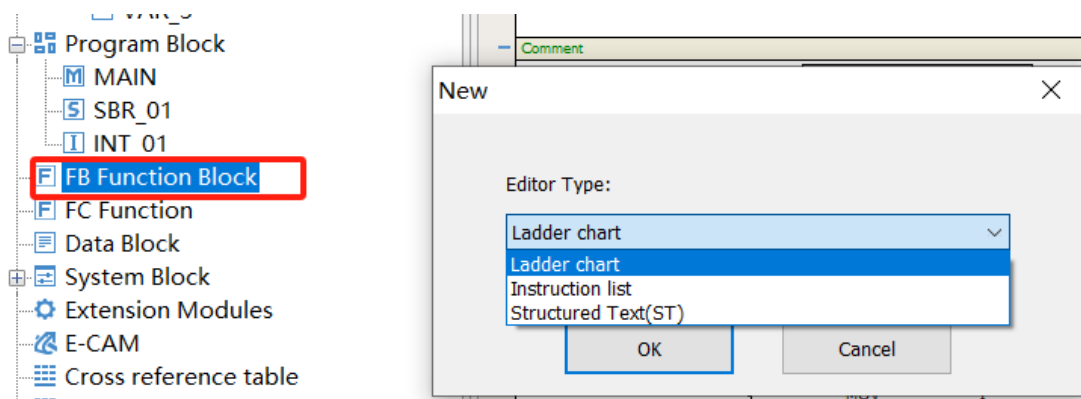 VAR_3
Program Block
MAIN
SBR_01
INT_01
FB Function Block
FC Function
Data Block
System Block
Extension Modules
E-CAM
Cross reference table
Comment
New
Editor Type:
Ladder chart
Ladder chart
Instruction list
Structured Text(ST)
OK
Cancel